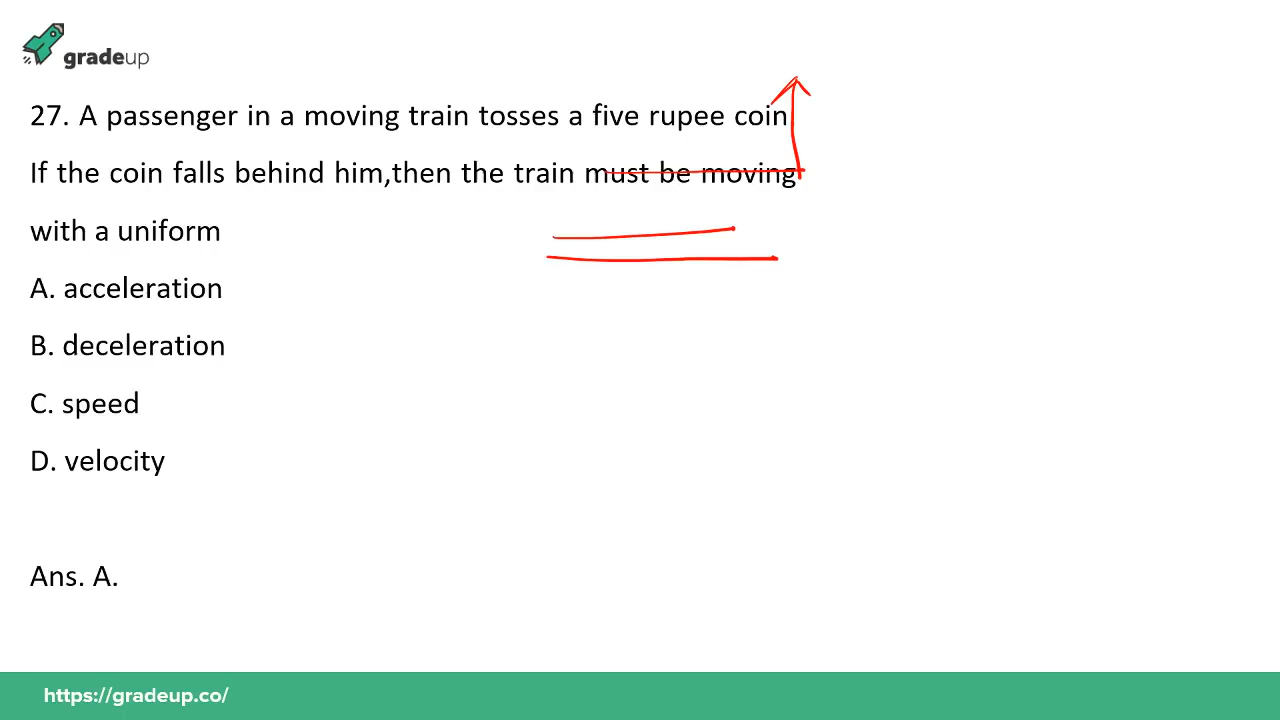 gradeup
27. A passenger in a moving train tosses a five rupee coin
If the coin falls behind him,then the train must be moving
with a uniform
A. acceleration
B. deceleration
C. speed
D. velocity
Ans. A.
https://gradeup.co/